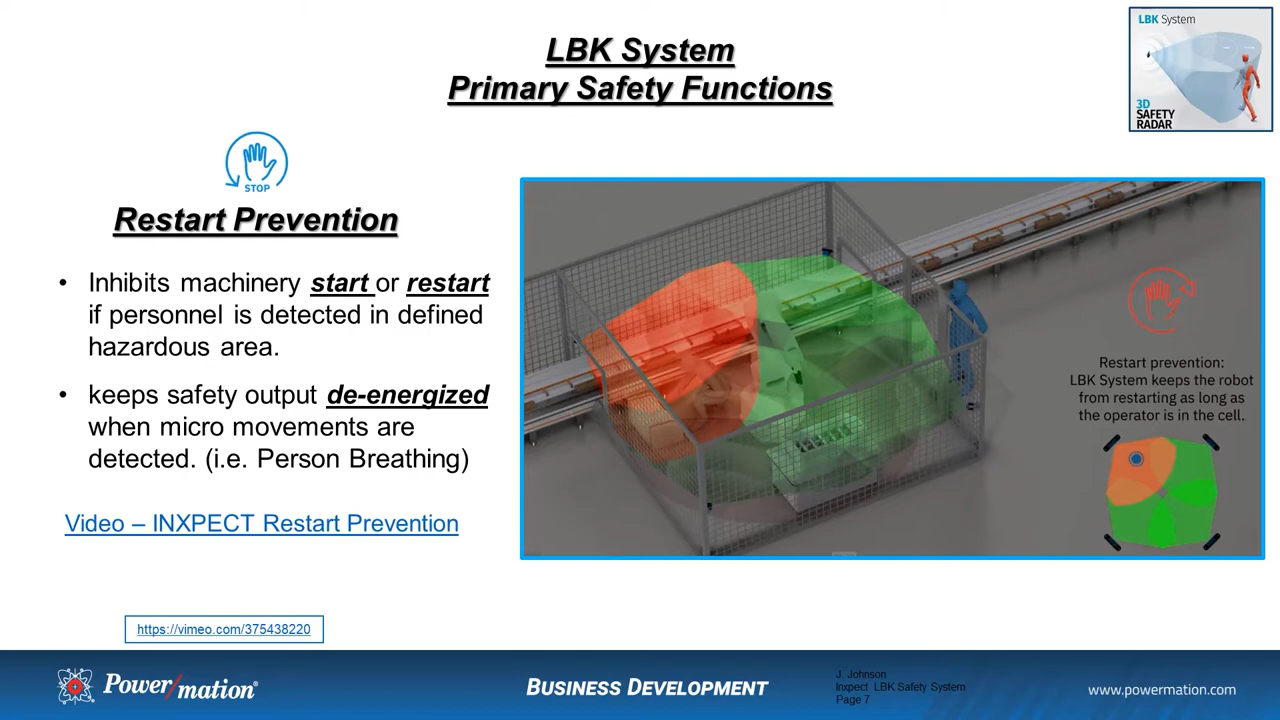 LBK System
Primary Safety Functions
LBK System
3D
SAFETY
RADAR
STOP
Restart Prevention
• Inhibits machinery start or restart
if personnel is detected in defined
hazardous area.
• keeps safety output de-energized
when micro movements are
detected. (i.e. Person Breathing)
Video – INXPECT Restart Prevention
https://vimeo.com/375438220
Restart prevention:
LBK System keeps the robot
from restarting as long as
the operator is in the cell.
Power/mation®
BUSINESS DEVELOPMENT
J. Johnson
Inxpect LBK Safety System
Page 7
www.powermation.com